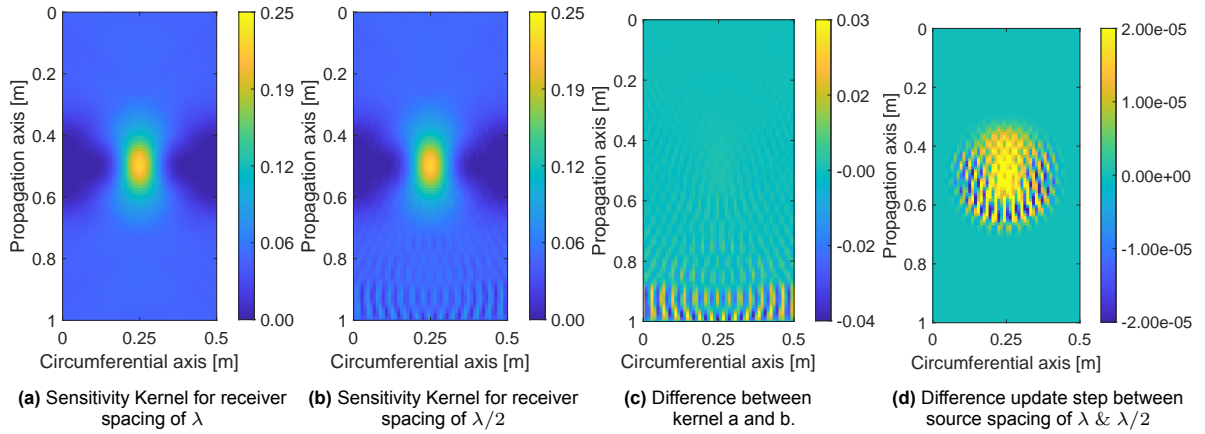 0
0.2
0.4
0.6
0.8
1
Propagation axis [m]
0
0.25
0.5
Circumferential axis [m]
0.25
0.19
0.12
0.06
0.00
(a) Sensitivity Kernel for receiver
spacing of λ
0
0.2
0.4
0.6
0.8
1
Propagation axis [m]
0
0.25
0.5
Circumferential axis [m]
0.25
0.19
0.12
0.06
0.00
(b) Sensitivity Kernel for receiver
spacing of λ/2
0
0.2
0.4
0.6
0.8
1
Propagation axis [m]
0
0.25
0.5
Circumferential axis [m]
0.03
0.01
-0.00
-0.02
-0.04
(c) Difference between
kernel a and b.
0
0.2
0.4
0.6
0.8
1
Propagation axis [m]
0
0.25
0.5
Circumferential axis [m]
2.00e-05
1.00e-05
0.00e+00
-1.00e-05
-2.00e-05
(d) Difference update step between
source spacing of λ & λ/2